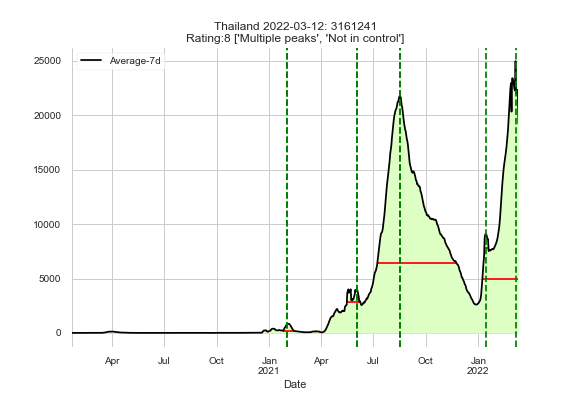 Thailand 2022-03-12: 3161241
Rating:8 ['Multiple peaks', 'Not in control']
Average-7d
25000
20000
15000
10000
5000
0
Apr Jul Oct Jan Apr Jul Oct Jan
2021 2022
Date